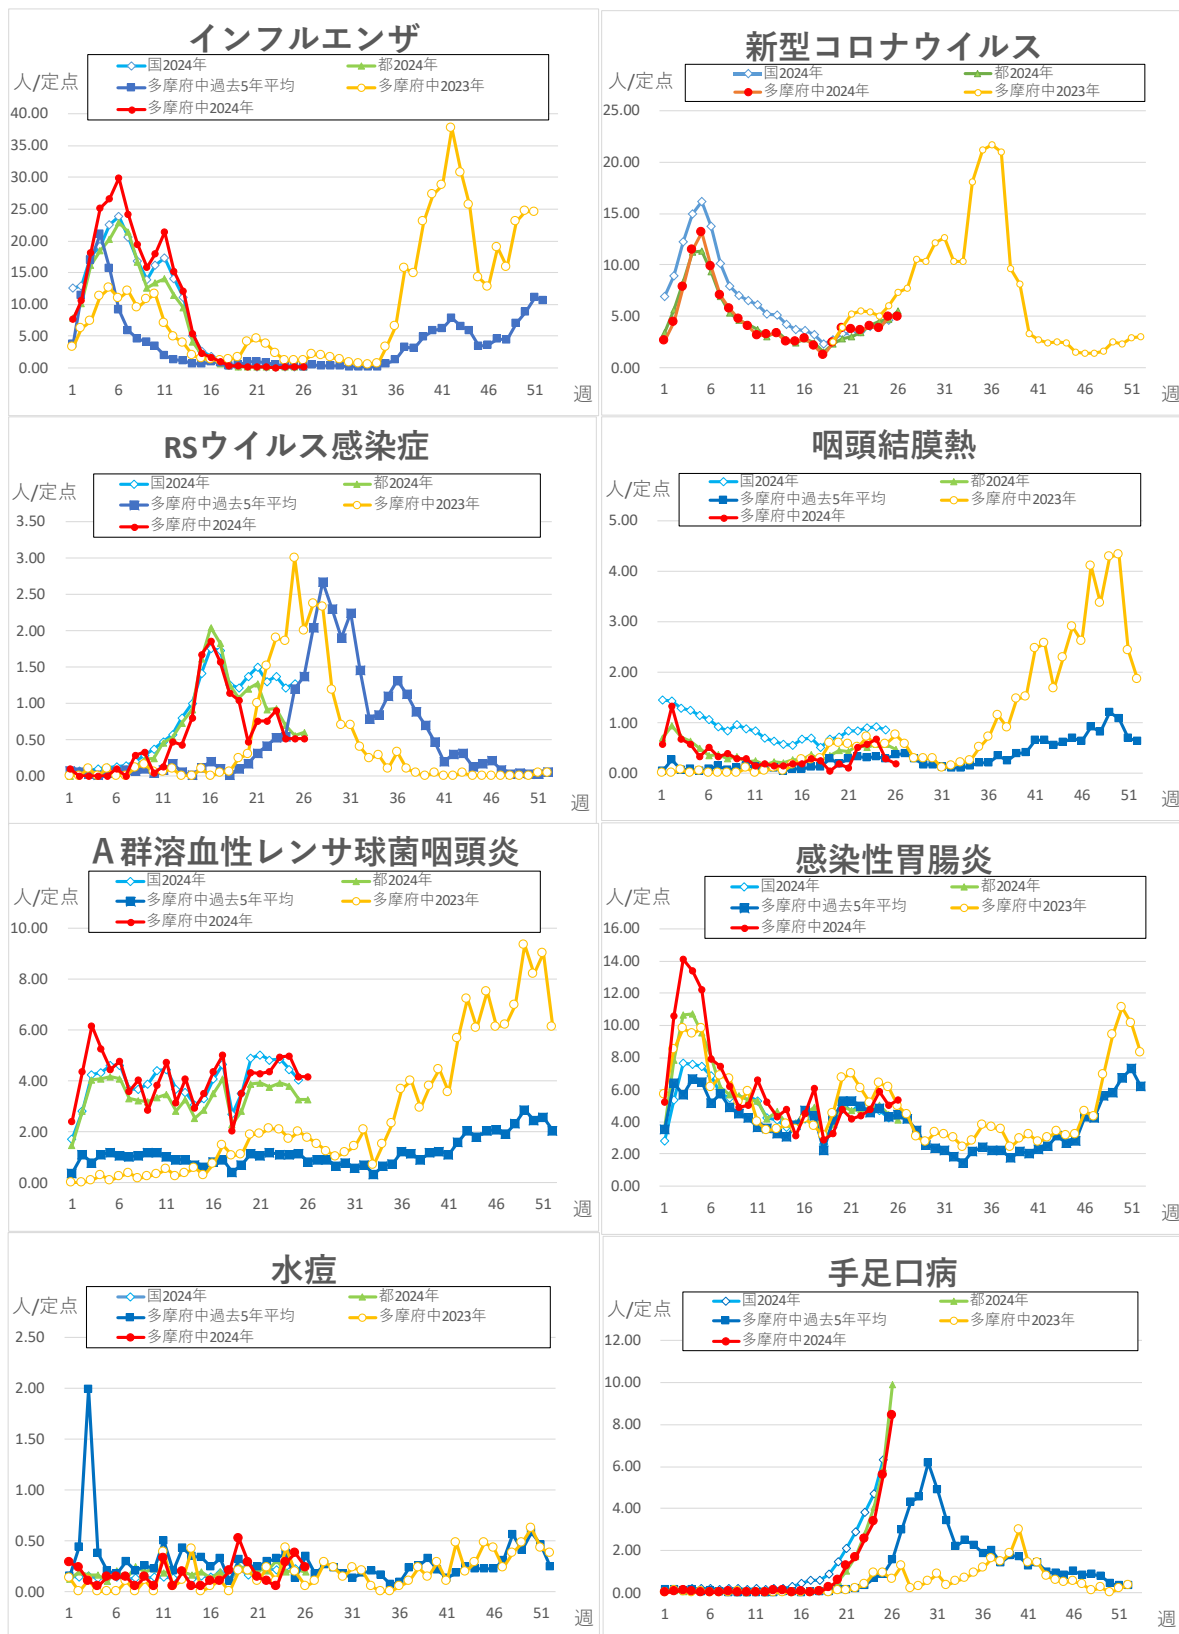 インフルエンザ
人/定点
国2024年
都2024年
多摩府中過去5年平均
多摩府中2023年
多摩府中2024年
40.00
35.00
30.00
25.00
20.00
15.00
10.00
5.00
0.00
1 6 11 16 21 26 31 36 41 46 51 週
新型コロナウイルス
人/定点
国2024年
都2024年
多摩府中2024年
多摩府中2023年
25.00
20.00
15.00
10.00
5.00
0.00
1 6 11 16 21 26 31 36 41 46 51 週
RSウイルス感染症
人/定点
国2024年
都2024年
多摩府中過去5年平均
多摩府中2023年
多摩府中2024年
3.50
3.00
2.50
2.00
1.50
1.00
0.50
0.00
1 6 11 16 21 26 31 36 41 46 51 週
咽頭結膜熱
人/定点
国2024年
都2024年
多摩府中過去5年平均
多摩府中2023年
多摩府中2024年
5.00
4.00
3.00
2.00
1.00
0.00
1 6 11 16 21 26 31 36 41 46 51 週
A群溶血性レンサ球菌咽頭炎
人/定点
国2024年
都2024年
多摩府中過去5年平均
多摩府中2023年
多摩府中2024年
10.00
8.00
6.00
4.00
2.00
0.00
1 6 11 16 21 26 31 36 41 46 51 週
感染性胃腸炎
人/定点
国2024年
都2024年
多摩府中過去5年平均
多摩府中2023年
多摩府中2024年
16.00
14.00
12.00
10.00
8.00
6.00
4.00
2.00
0.00
1 6 11 16 21 26 31 36 41 46 51 週
水痘
人/定点
国2024年
都2024年
多摩府中過去5年平均
多摩府中2023年
多摩府中2024年
2.50
2.00
1.50
1.00
0.50
0.00
1 6 11 16 21 26 31 36 41 46 51 週
手足口病
人/定点
国2024年
都2024年
多摩府中過去5年平均
多摩府中2023年
多摩府中2024年
12.00
10.00
8.00
6.00
4.00
2.00
0.00
1 6 11 16 21 26 31 36 41 46 51 週